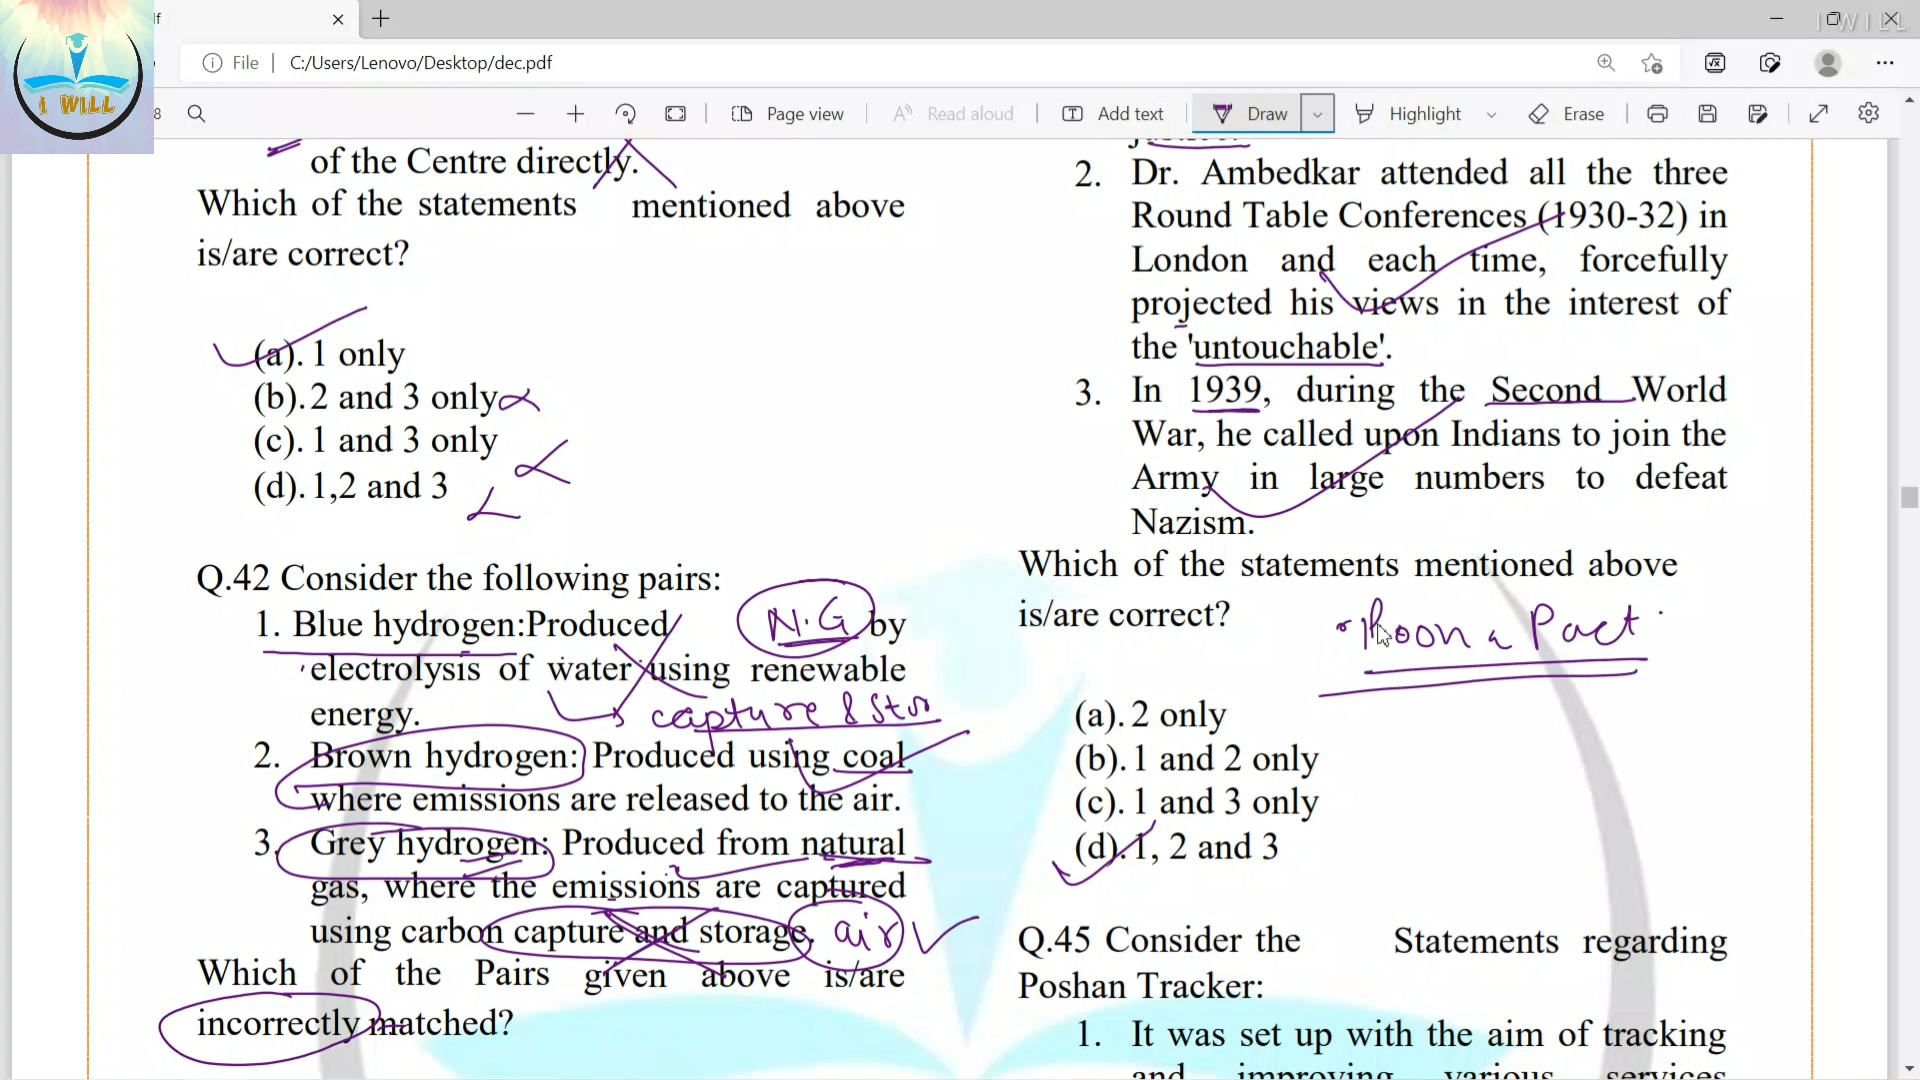 df
I WILL
I WILL
File
C:/Users/Lenovo/Desktop/dec.pdf
8
Page view
Read aloud
Add text
Draw
Highlight
Erase
of the Centre directly.
Which of the statements mentioned above
is/are correct?
(a). 1 only
(b). 2 and 3 only
(c). 1 and 3 only
(d). 1,2 and 3
Q.42 Consider the following pairs:
1. Blue hydrogen:Produced by
N.G
electrolysis of water using renewable
energy.
capture & Sto
2. Brown hydrogen: Produced using coal
where emissions are released to the air.
3. Grey hydrogen: Produced from natural
gas, where the emissions are captured
using carbon capture and storage.
air
Which of the Pairs given above is/are
incorrectly matched?
2. Dr. Ambedkar attended all the three
Round Table Conferences (1930-32) in
London and each time, forcefully
projected his views in the interest of
the 'untouchable'.
3. In 1939, during the Second World
War, he called upon Indians to join the
Army in large numbers to defeat
Nazism.
Which of the statements mentioned above
is/are correct?
Poona Pact
(a). 2 only
(b). 1 and 2 only
(c). 1 and 3 only
(d). 1, 2 and 3
Q.45 Consider the Statements regarding
Poshan Tracker:
1. It was set up with the aim of tracking
and improving various services